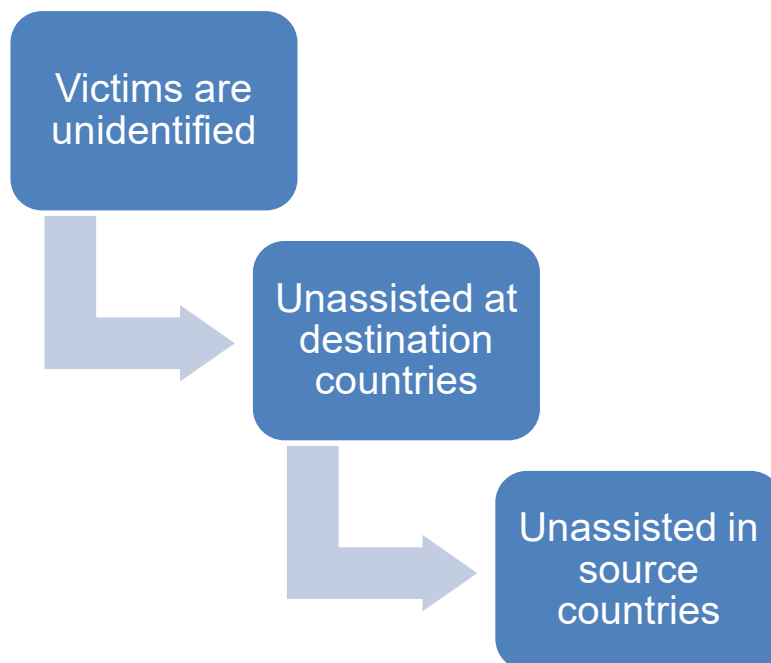 Victims are
unidentified
Unassisted at
destination
countries
Unassisted in
source
countries